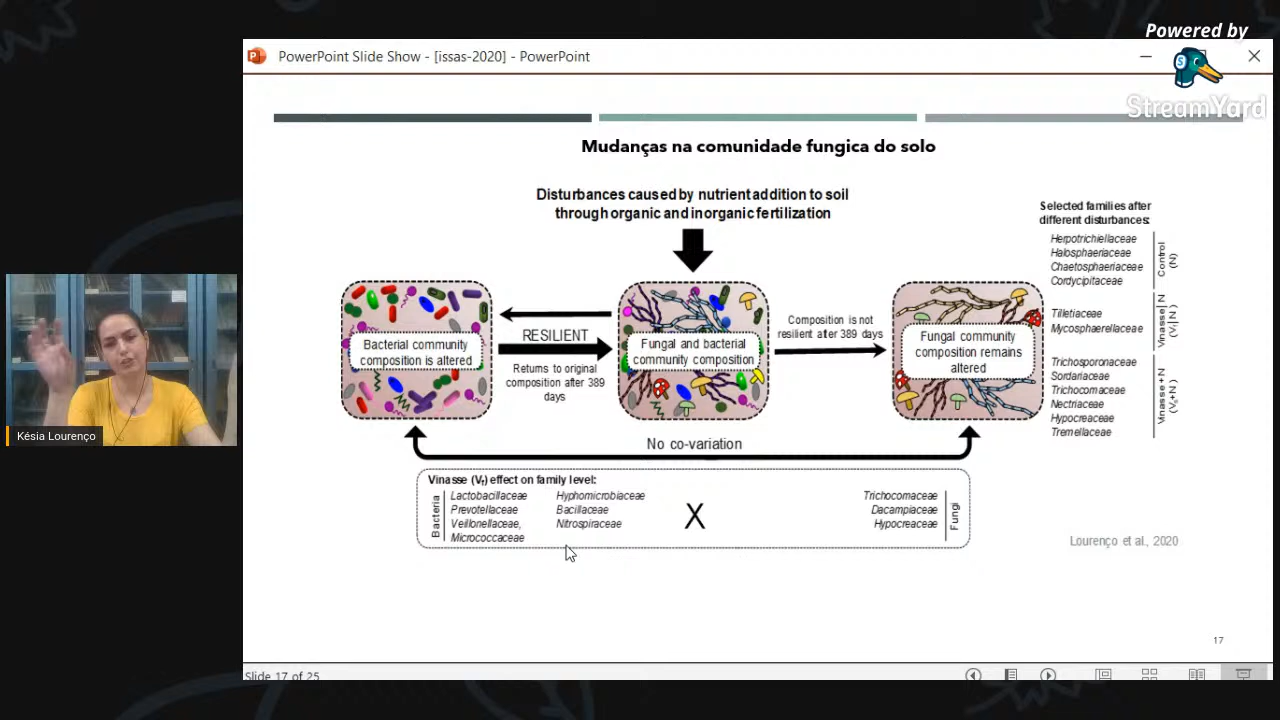 Powered by
StreamYard
PowerPoint Slide Show - [issas-2020] - PowerPoint
Mudanças na comunidade fungica do solo
Disturbances caused by nutrient addition to soil
through organic and inorganic fertilization
Bacterial community
composition is altered
RESILIENT
Returns to original
composition after 389
days
Fungal and bacterial
community composition
Composition is not
resilient after 389 days
Fungal community
composition remains
altered
Selected families after
different disturbances:
Herpotrichiellaceae
Halosphaeriaceae
Chaetosphaeriaceae
Cordycipitaceae
Control
(N)
Tilletiaceae
Mycosphaerellaceae
Trichosporonaceae
Sordariaceae
Trichocomaceae
Nectriaceae
Hypocreaceae
Tremellaceae
Vinasse+N
No co-variation
Vinasse (Vf) effect on family level:
Bacteria
Lactobacillaceae
Prevotellaceae
Veillonellaceae,
Micrococcaceae
Hyphomicrobiaceae
Bacillaceae
Nitrospiraceae
X
Trichocomaceae
Dacampiaceae
Hypocreaceae
Fungi
Lourenço et al., 2020
17
Slide 17 of 25
Késia Lourenço